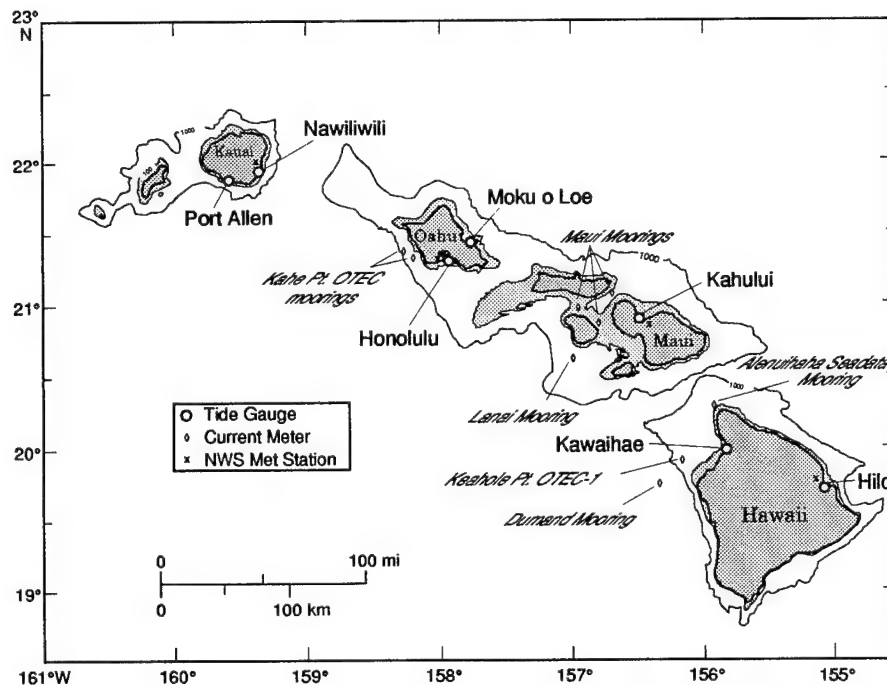 23°
N
22°
21°
20°
19°
161°W
160°
159°
158°
157°
156°
155°
1000
Kauai
Nawiliwili
100
Port Allen
Moku o Loe
Oahu
Maui Moorings
1000
Kahe Pt. OTEC
moorings
Kahului
Honolulu
Maui
Alenuihaha Seadata
Mooring
1000
Lanai Mooring
Tide Gauge
Current Meter
NWS Met Station
Kawaihae
Keahole Pt. OTEC-1
Hilo
Dumand Mooring
Hawaii
0
100 mi
0
100 km